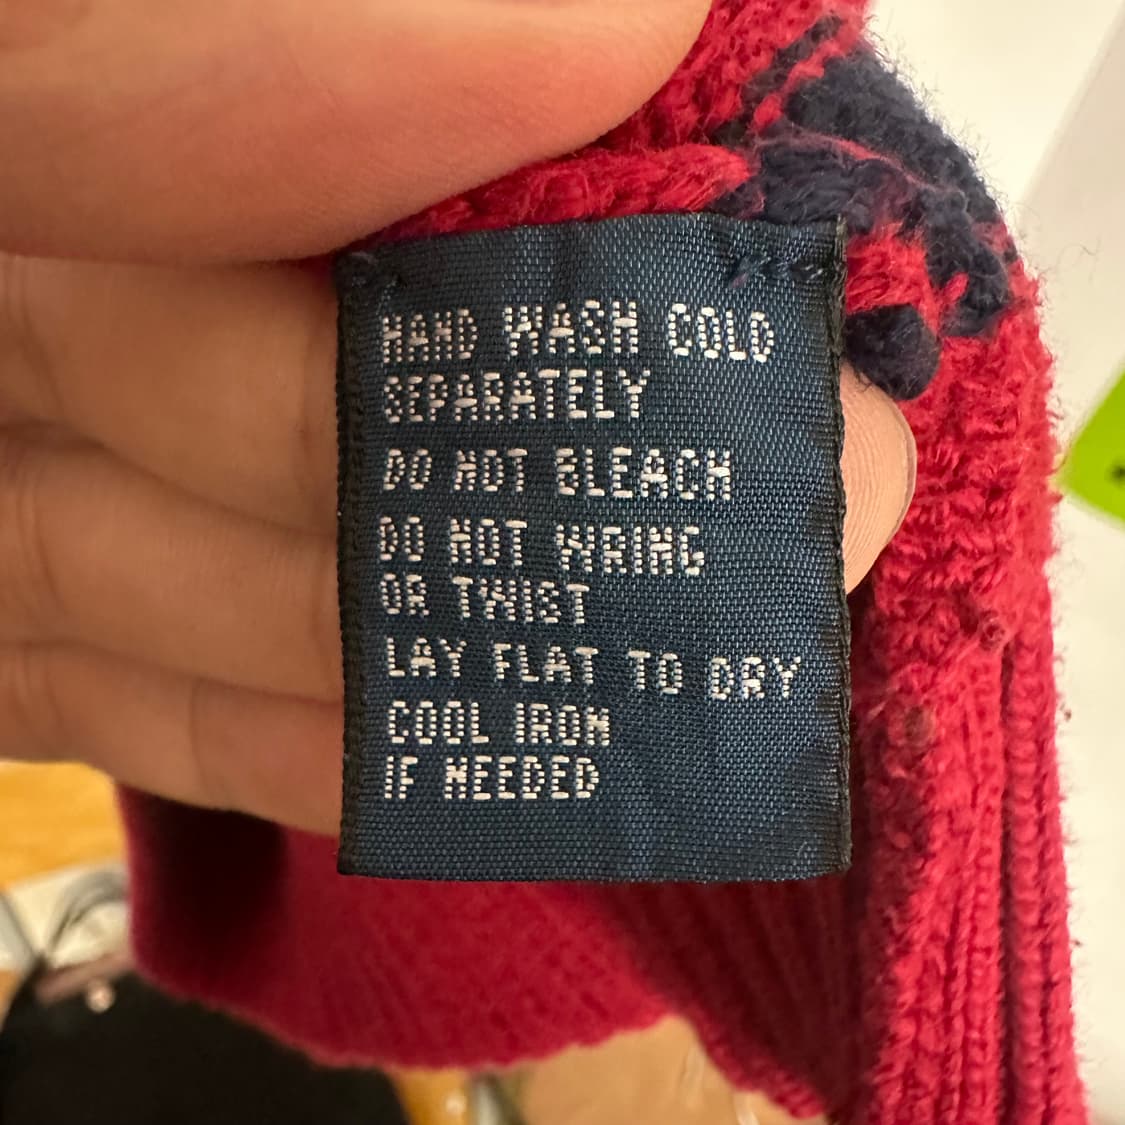 HAND WASH COLD
SEPARATELY
DO NOT BLEACH
DO NOT WRING
OR TWIST
LAY FLAT TO DRY
COOL IRON
IF NEEDED